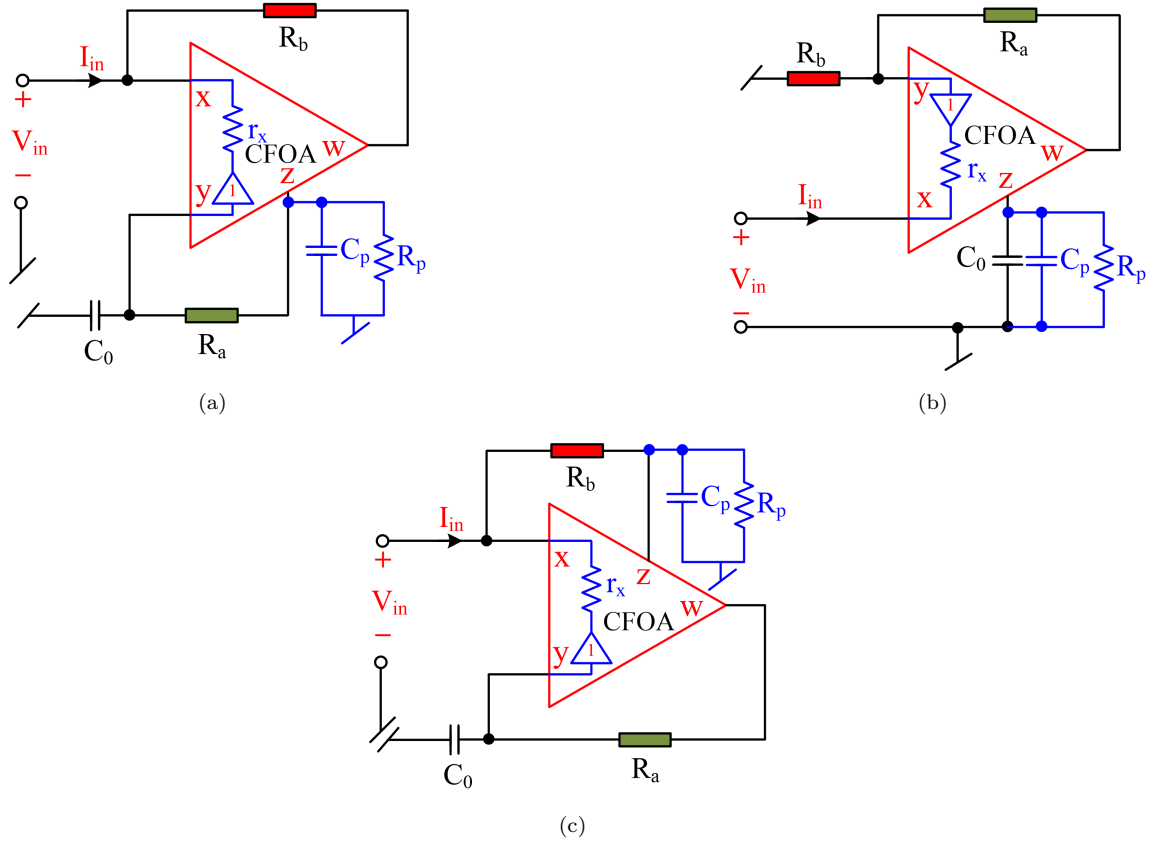 R_b
I_in
+
V_in
−
x
r_x
CFOA
w
y
1
z
C_p
R_p
C_0
R_a
(a)
R_a
R_b
y
1
CFOA
r_x
w
z
x
I_in
+
V_in
−
C_0
C_p
R_p
(b)
R_b
C_p
R_p
I_in
+
V_in
−
x
z
r_x
w
CFOA
y
1
C_0
R_a
(c)